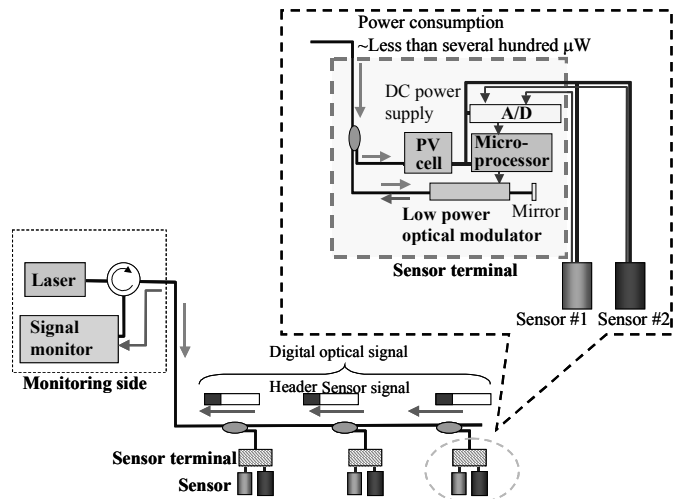 Power consumption
~Less than several hundred μW
DC power
supply
A/D
PV
cell
Micro-
processor
Mirror
Low power
optical modulator
Sensor terminal
Laser
Signal
monitor
Monitoring side
Sensor #1
Sensor #2
Digital optical signal
Header Sensor signal
Sensor terminal
Sensor